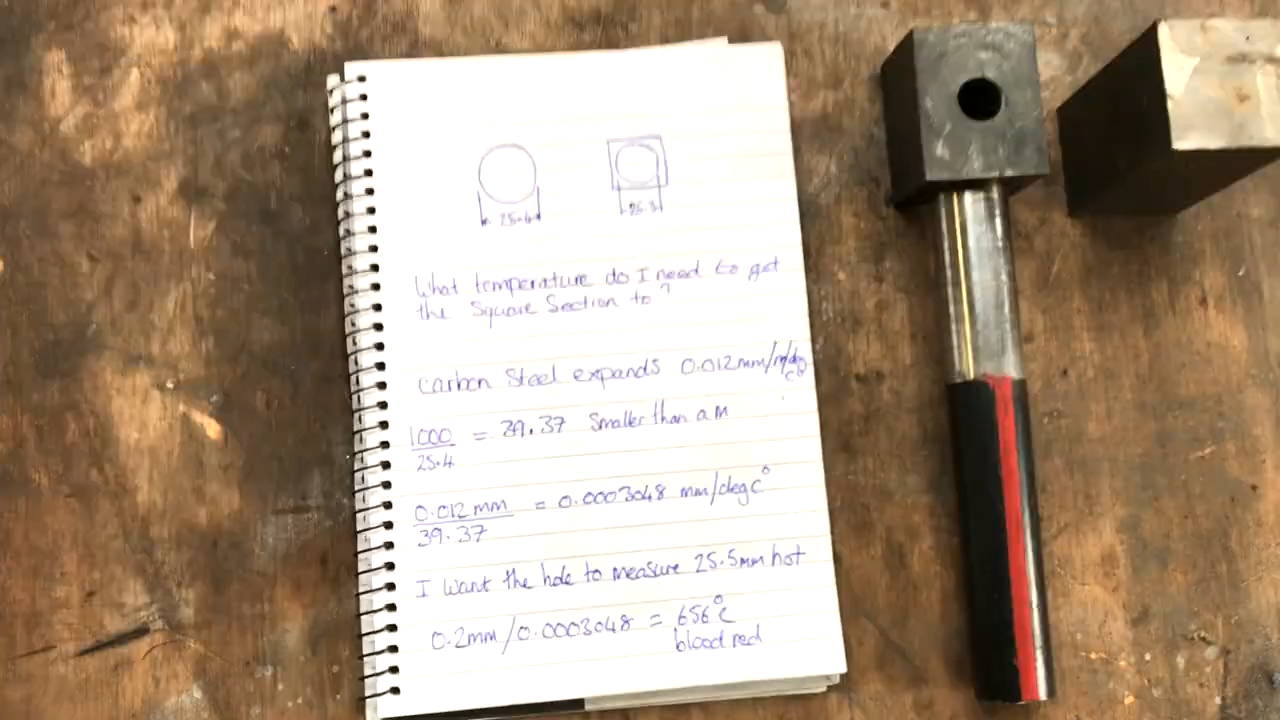 25.4
25.3
What temperature do I need to get
the Square Section to?
Carbon Steel expands 0.012mm/m/deg
c°
1000
25.4
= 39.37 Smaller than a M
0.012 mm
39.37
= 0.0003048 mm/deg c°
I want the hole to measure 25.5mm hot
0.2mm/0.0003048 = 656°c
blood red